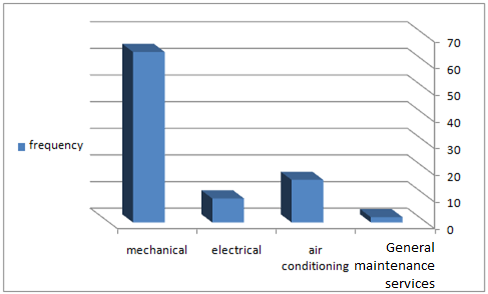 70
60
50
40
30
20
10
0
frequency
mechanical
electrical
air
conditioning
General
maintenance
services